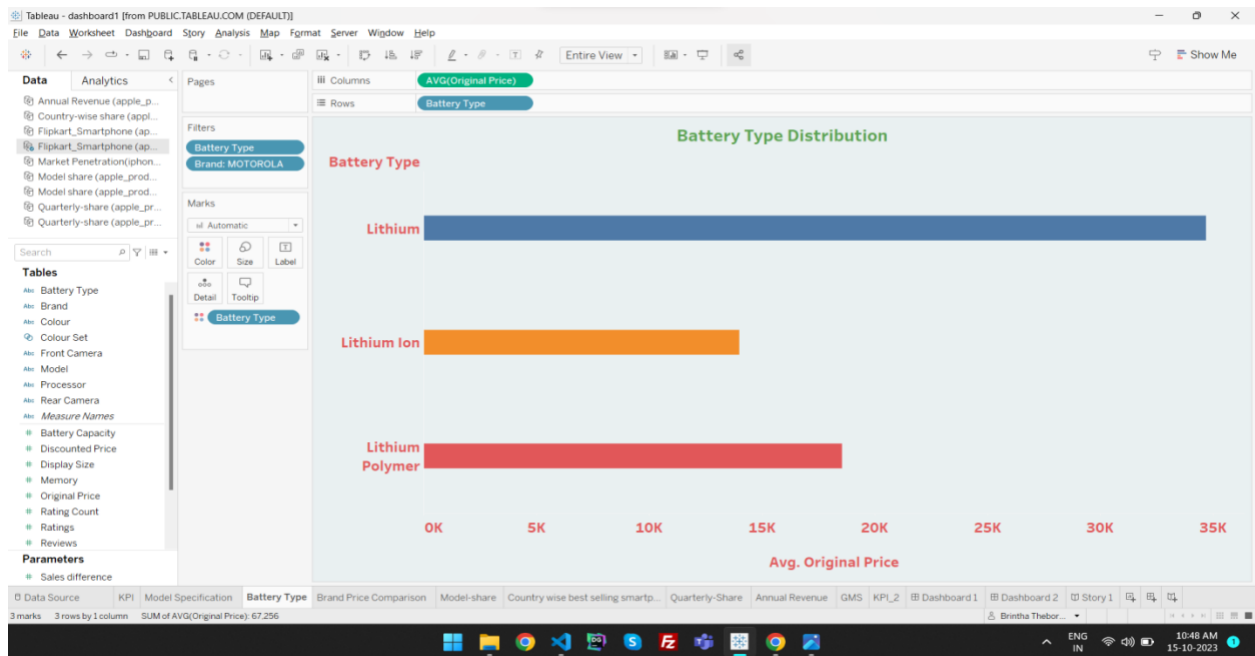 Tableau - dashboard1 [from PUBLIC.TABLEAU.COM (DEFAULT)]
File Data Worksheet Dashboard Story Analysis Map Format Server Window Help
Entire View
Show Me
Data Analytics
Annual Revenue (apple_p...
Country-wise share (appl...
Flipkart_Smartphone (ap...
Flipkart_Smartphone (ap...
Market Penetration(iphon...
Model share (apple_prod...
Model share (apple_prod...
Quarterly-share (apple_pr...
Quarterly-share (apple_pr...
Search
Tables
Abc Battery Type
Abc Brand
Abc Colour
Colour Set
Abc Front Camera
Abc Model
Abc Processor
Abc Rear Camera
Abc Measure Names
# Battery Capacity
# Discounted Price
# Display Size
# Memory
# Original Price
# Rating Count
# Ratings
# Reviews
Parameters
# Sales difference
Pages
Filters
Battery Type
Brand: MOTOROLA
Marks
Automatic
Color Size Label
Detail Tooltip
Battery Type
Columns AVG(Original Price)
Rows Battery Type
Battery Type Distribution
Battery Type
Lithium
Lithium Ion
Lithium
Polymer
0K 5K 10K 15K 20K 25K 30K 35K
Avg. Original Price
Data Source KPI Model Specification Battery Type Brand Price Comparison Model-share Country wise best selling smartp... Quarterly-Share Annual Revenue GMS KPI_2 Dashboard 1 Dashboard 2 Story 1
3 marks 3 rows by 1 column SUM of AVG(Original Price): 67,256
Brintha Thebor...
ENG
IN
10:48 AM
15-10-2023
1